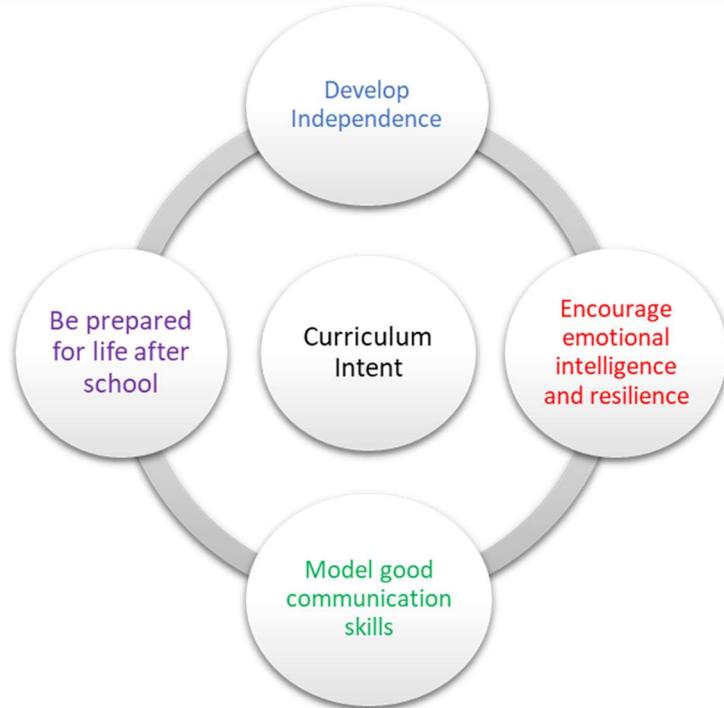 Develop
Independence
Encourage
emotional
intelligence
and resilience
Model good
communication
skills
Be prepared
for life after
school
Curriculum
Intent